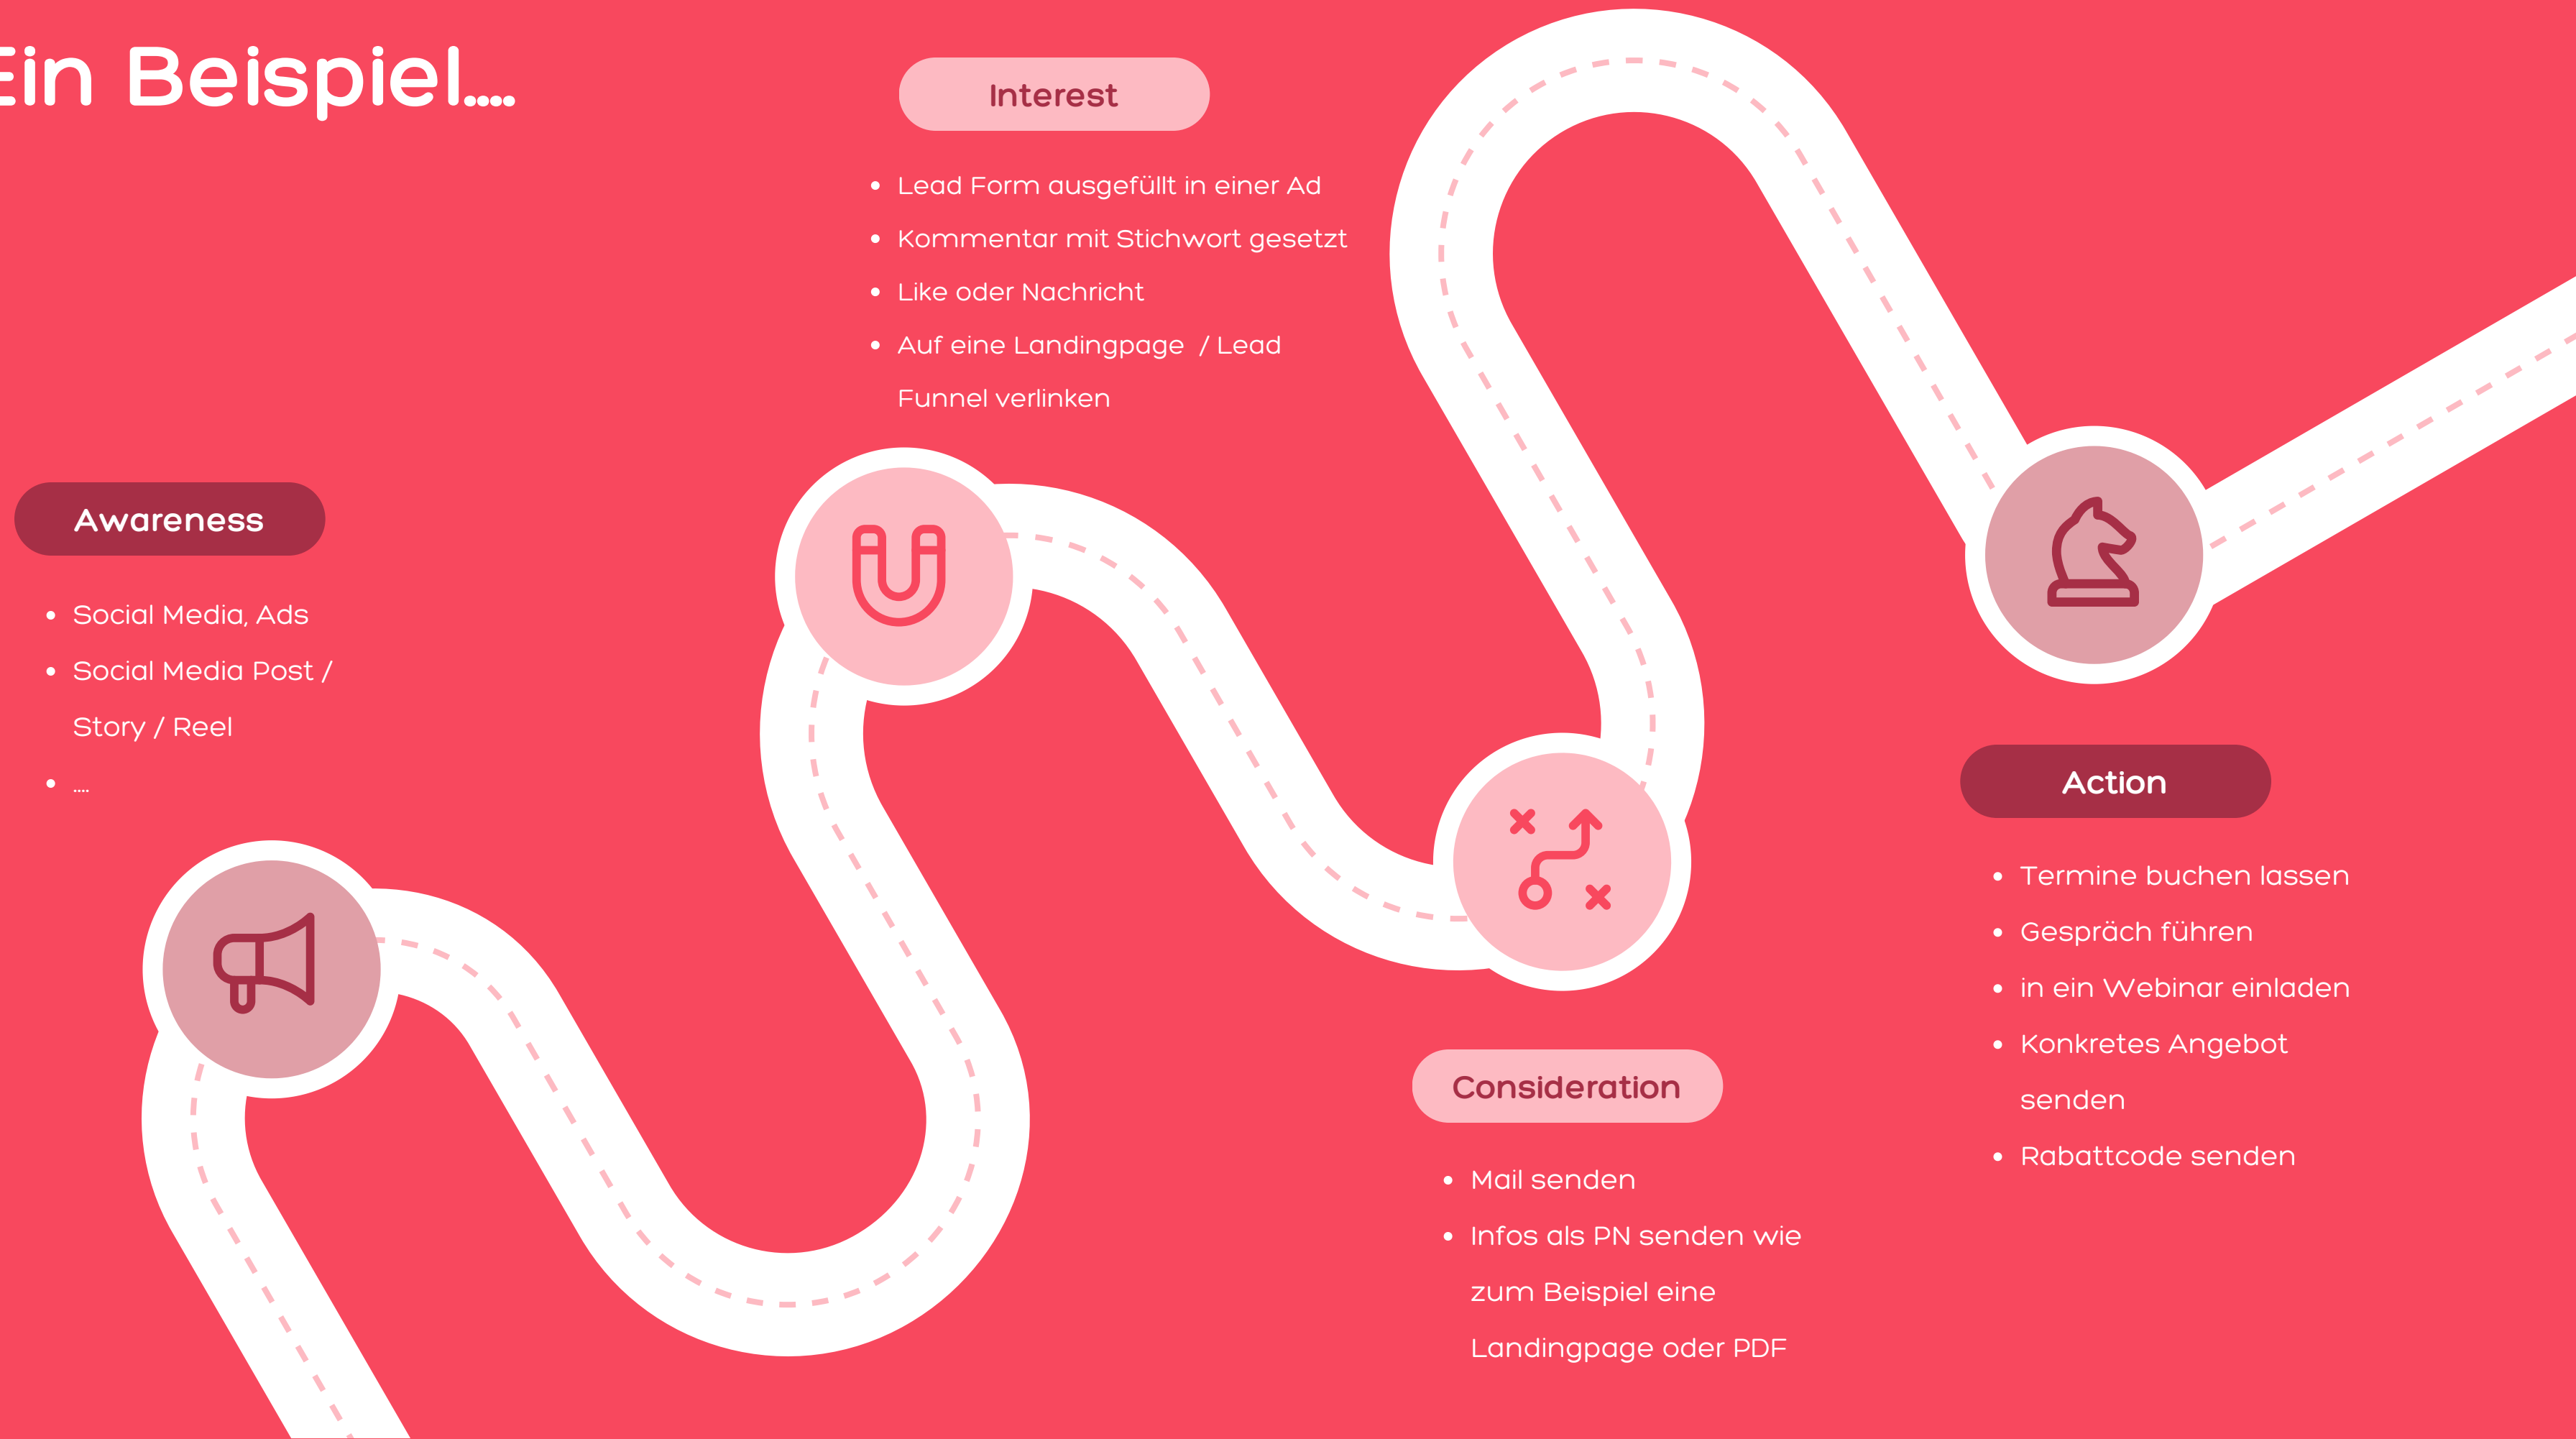 Ein Beispiel....
Awareness
• Social Media, Ads
• Social Media Post /
Story / Reel
• ....
Interest
• Lead Form ausgefüllt in einer Ad
• Kommentar mit Stichwort gesetzt
• Like oder Nachricht
• Auf eine Landingpage / Lead
Funnel verlinken
Consideration
• Mail senden
• Infos als PN senden wie
zum Beispiel eine
Landingpage oder PDF
Action
• Termine buchen lassen
• Gespräch führen
• in ein Webinar einladen
• Konkretes Angebot
senden
• Rabattcode senden